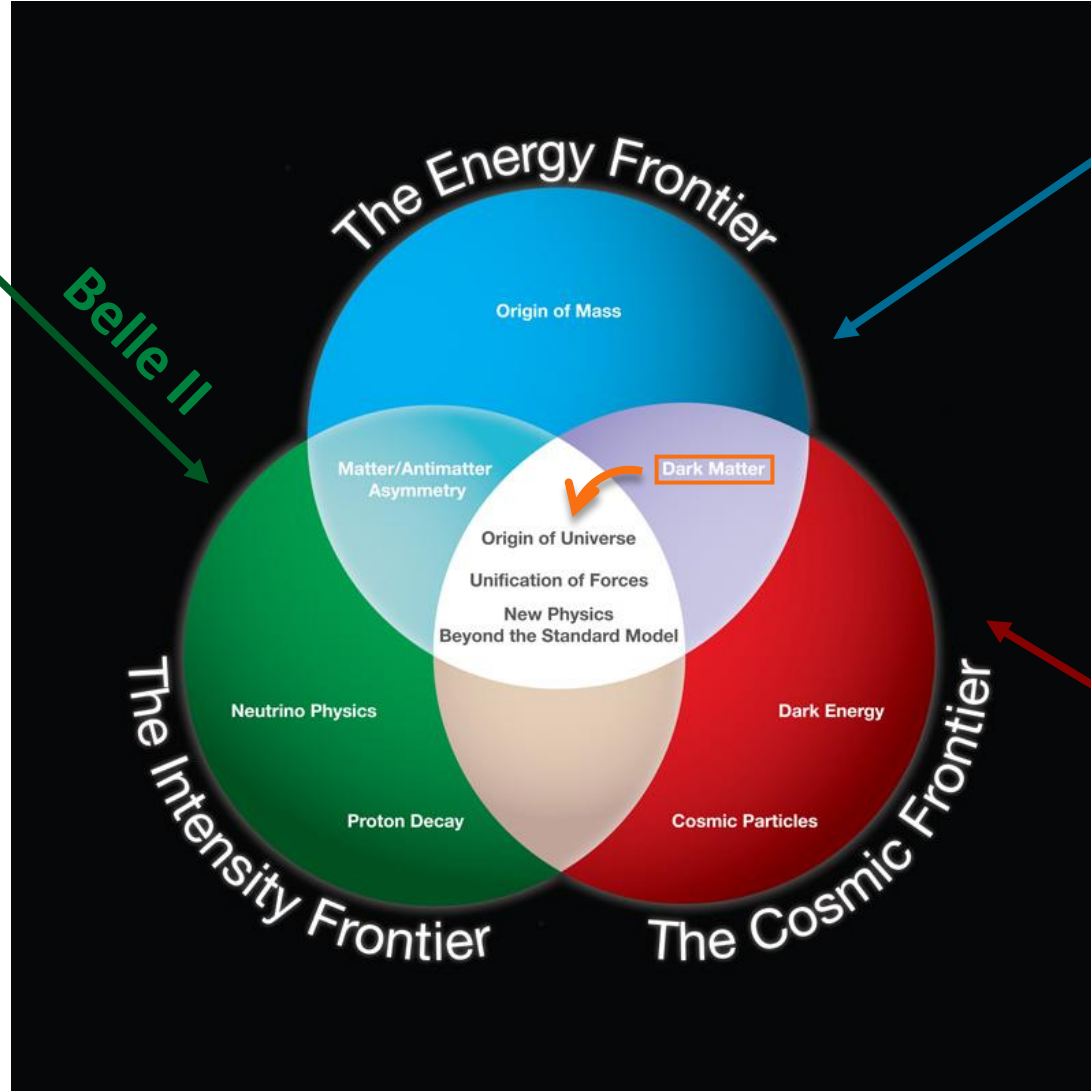 The Energy Frontier
Belle II
Origin of Mass
Matter/Antimatter
Asymmetry
Dark Matter
Origin of Universe
Unification of Forces
New Physics
Beyond the Standard Model
Neutrino Physics
Dark Energy
Proton Decay
Cosmic Particles
The Intensity Frontier
The Cosmic Frontier